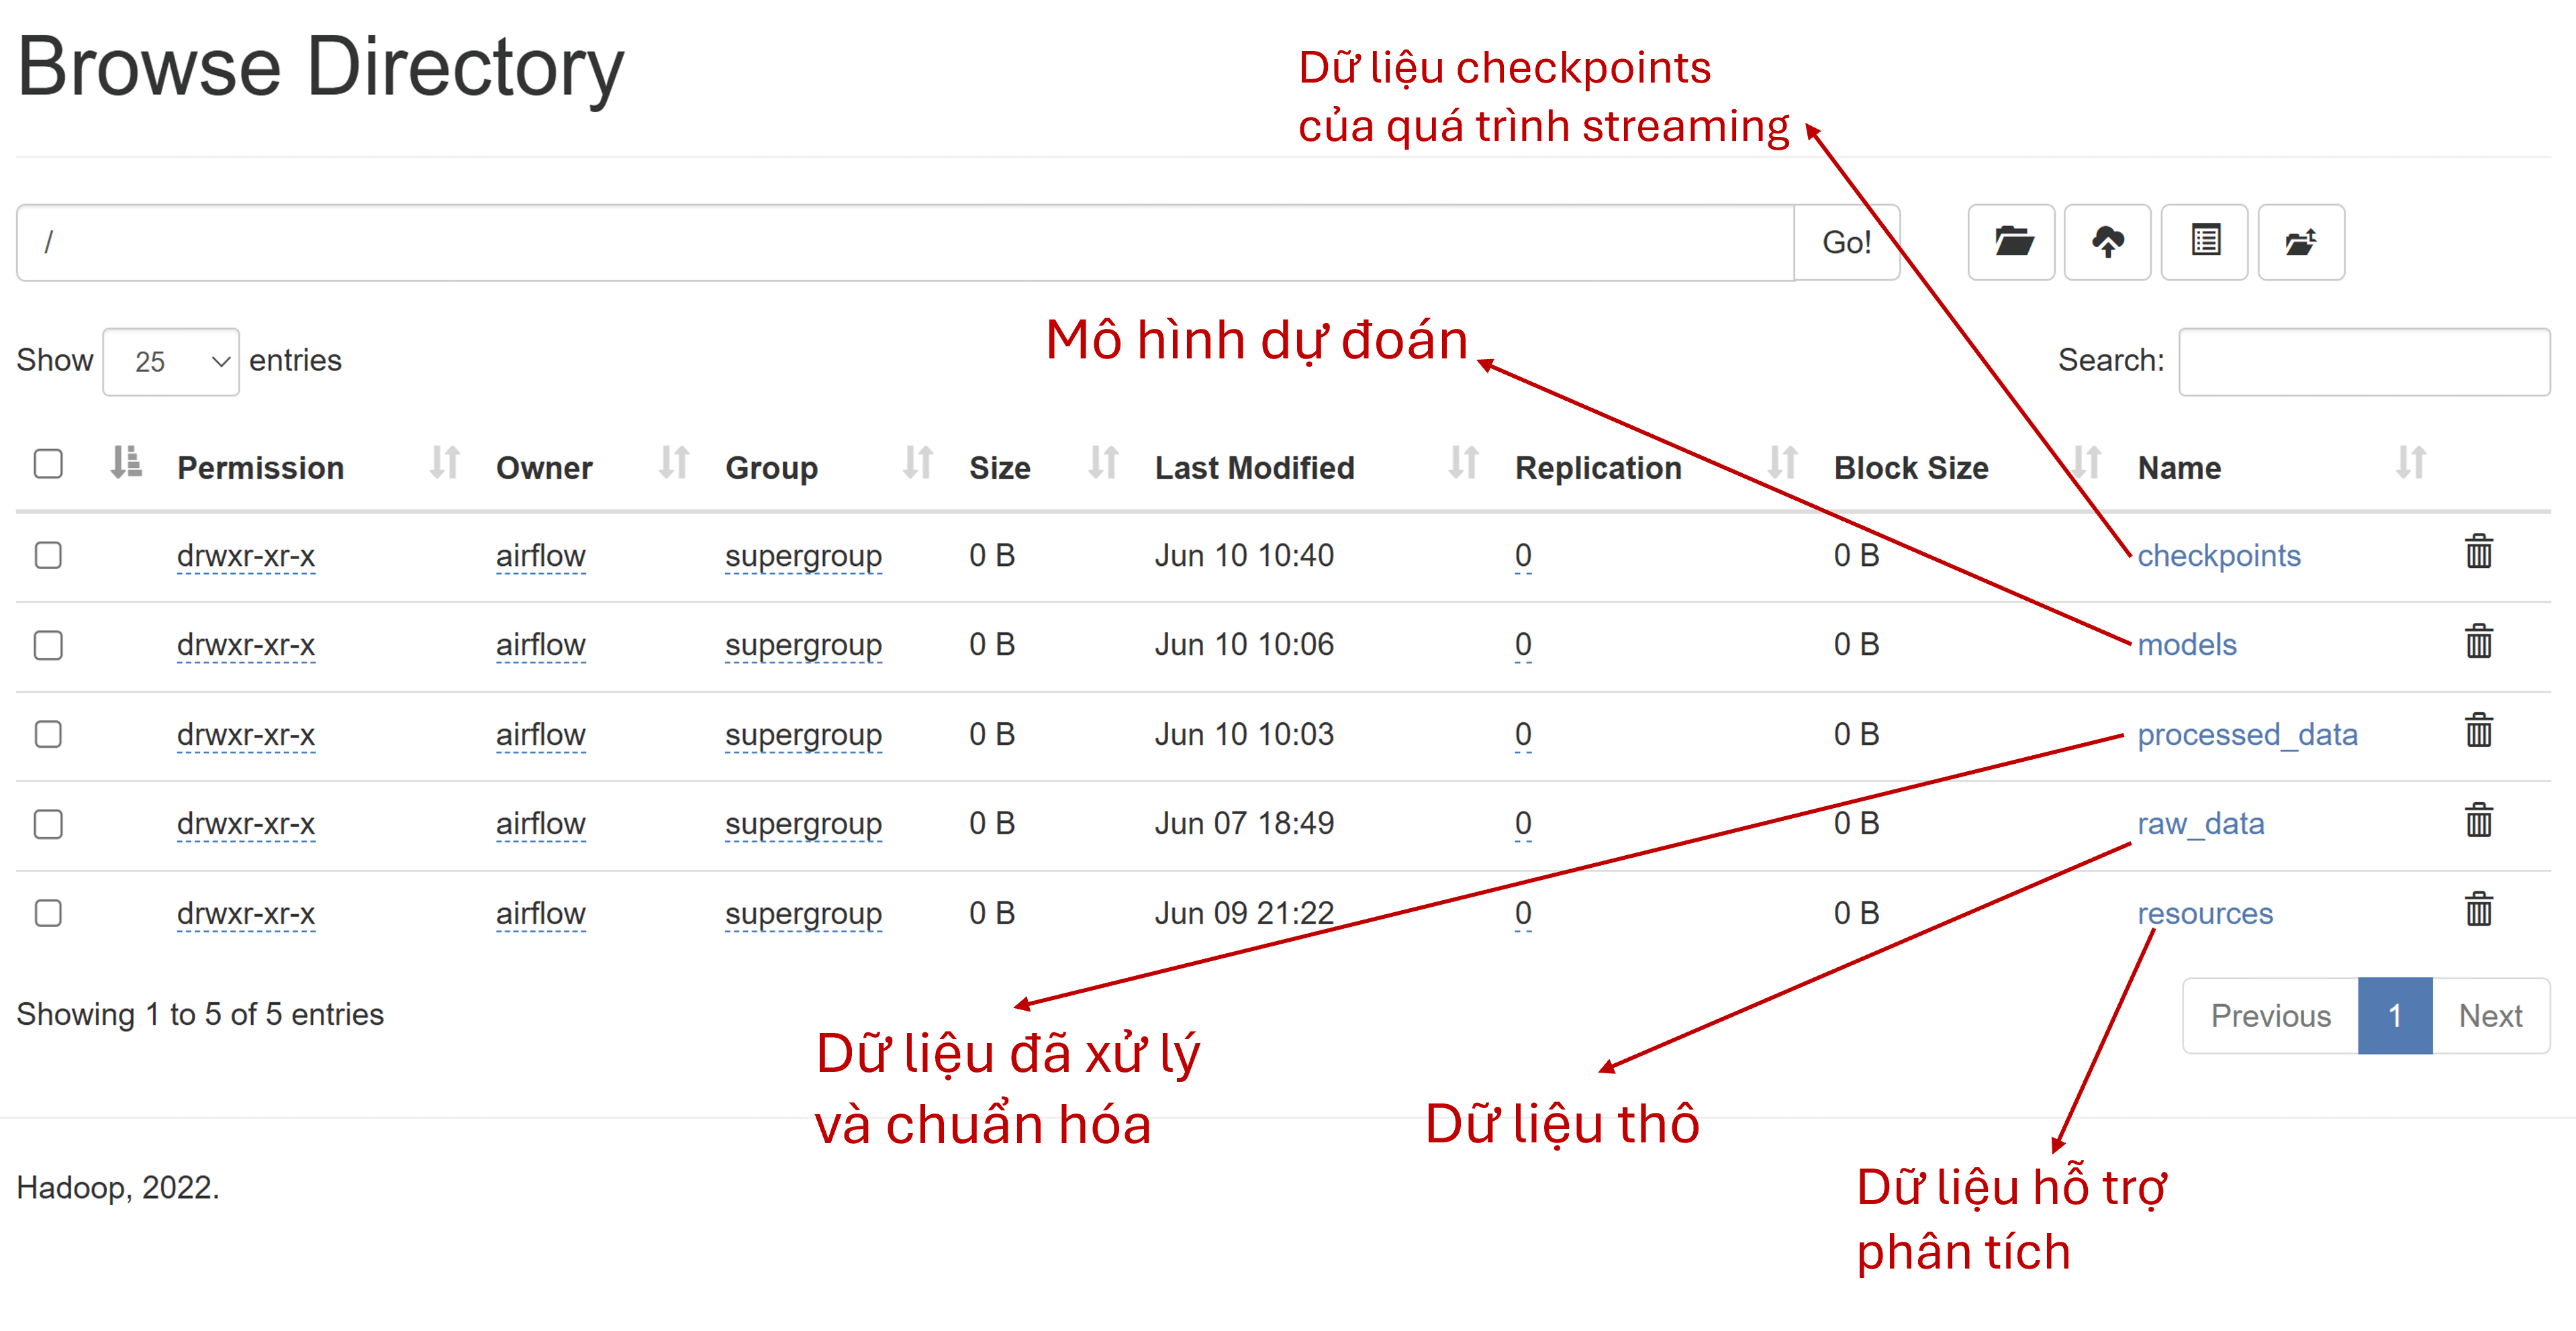 Browse Directory
Dữ liệu checkpoints
của quá trình streaming
/
Go!
Mô hình dự đoán
Show 25 entries
Search:
Permission Owner Group Size Last Modified Replication Block Size Name
drwxr-xr-x airflow supergroup 0 B Jun 10 10:40 0 0 B checkpoints
drwxr-xr-x airflow supergroup 0 B Jun 10 10:06 0 0 B models
drwxr-xr-x airflow supergroup 0 B Jun 10 10:03 0 0 B processed_data
drwxr-xr-x airflow supergroup 0 B Jun 07 18:49 0 0 B raw_data
drwxr-xr-x airflow supergroup 0 B Jun 09 21:22 0 0 B resources
Showing 1 to 5 of 5 entries
Previous 1 Next
Dữ liệu đã xử lý
và chuẩn hóa
Dữ liệu thô
Dữ liệu hỗ trợ
phân tích
Hadoop, 2022.